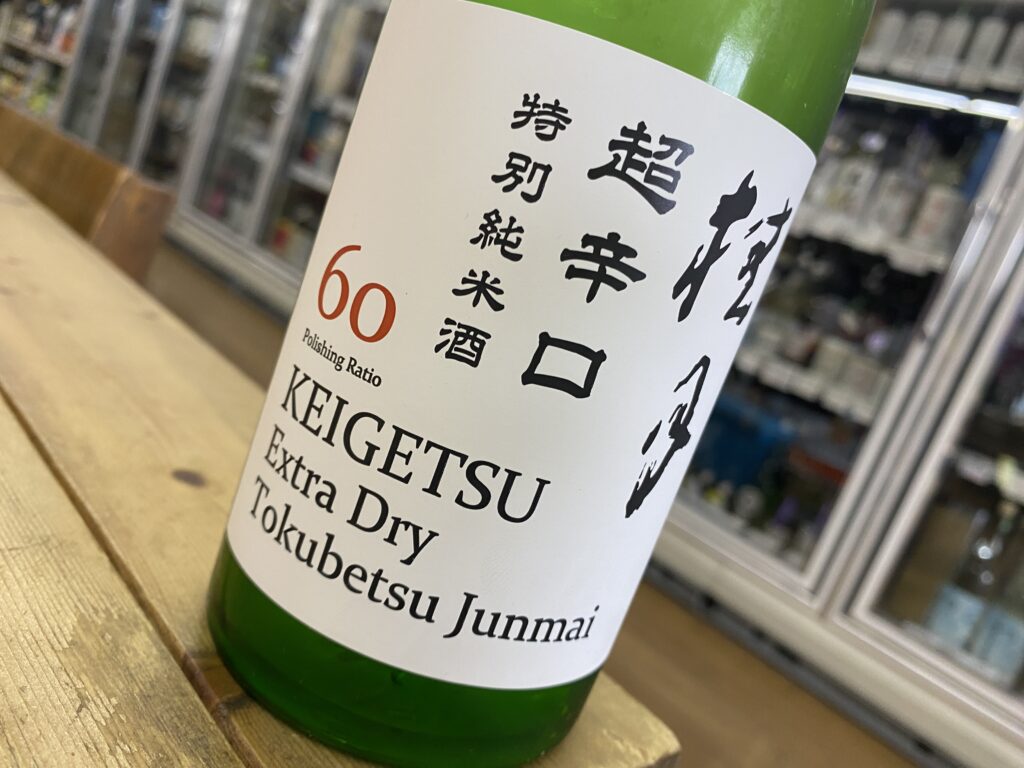 桂月
超辛口
特別純米酒
60
Polishing Ratio
KEIGETSU
Extra Dry
Tokubetsu Junmai